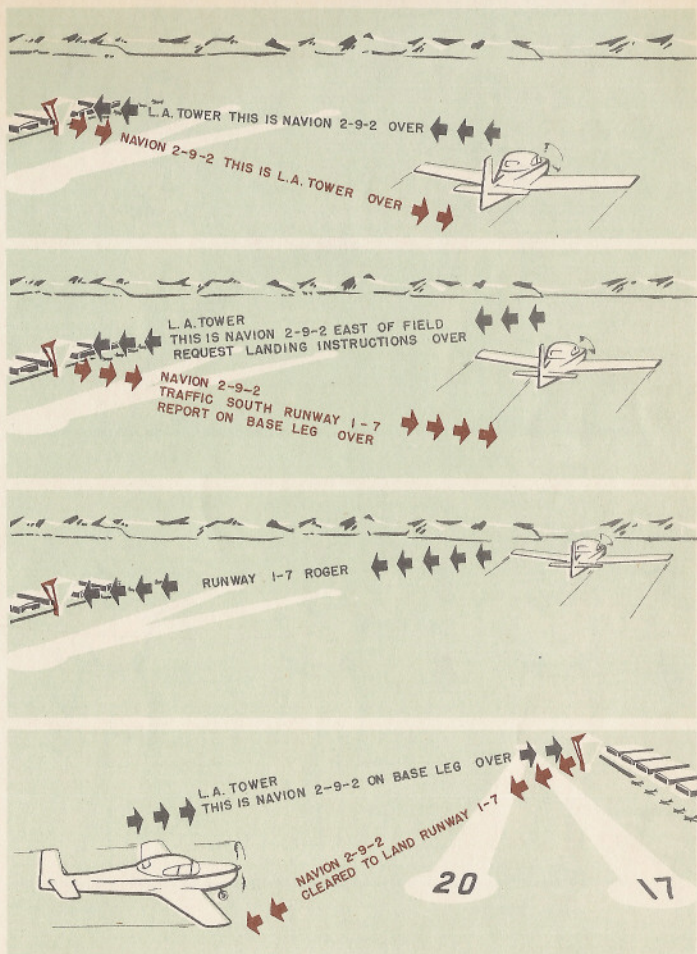 L.A. TOWER THIS IS NAVION 2-9-2 OVER
NAVION 2-9-2 THIS IS L.A. TOWER OVER
L.A. TOWER
THIS IS NAVION 2-9-2 EAST OF FIELD
REQUEST LANDING INSTRUCTIONS OVER
NAVION 2-9-2
TRAFFIC SOUTH RUNWAY 1-7
REPORT ON BASE LEG OVER
RUNWAY 1-7 ROGER
L.A. TOWER
THIS IS NAVION 2-9-2 ON BASE LEG OVER
NAVION 2-9-2
CLEARED TO LAND RUNWAY 1-7
20
17